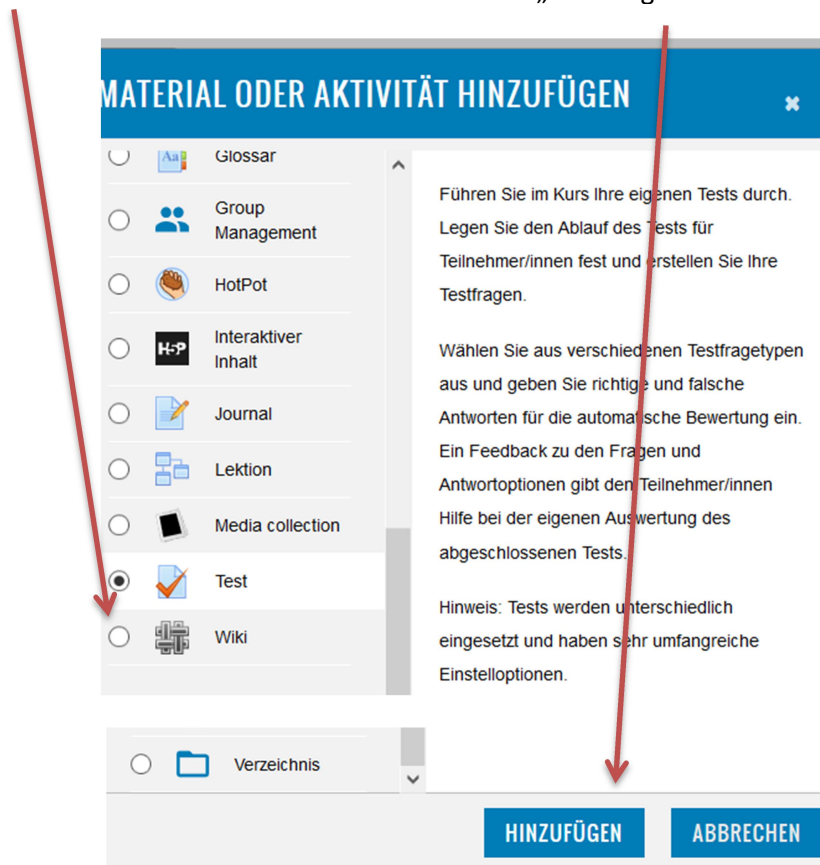 MATERIAL ODER AKTIVITÄT HINZUFÜGEN
Glossar
Group
Management
HotPot
H-P
Interaktiver
Inhalt
Journal
Lektion
Media collection
Test
Wiki
Führen Sie im Kurs Ihre eigenen Tests durch.
Legen Sie den Ablauf des Tests für
Teilnehmer/innen fest und erstellen Sie Ihre
Testfragen.
Wählen Sie aus verschiedenen Testfragetypen
aus und geben Sie richtige und falsche
Antworten für die automatische Bewertung ein.
Ein Feedback zu den Fragen und
Antwortoptionen gibt den Teilnehmer/innen
Hilfe bei der eigenen Auswertung des
abgeschlossenen Tests.
Hinweis: Tests werden unterschiedlich
eingesetzt und haben sehr umfangreiche
Einstelloptionen.
Verzeichnis
HINZUFÜGEN
ABBRECHEN